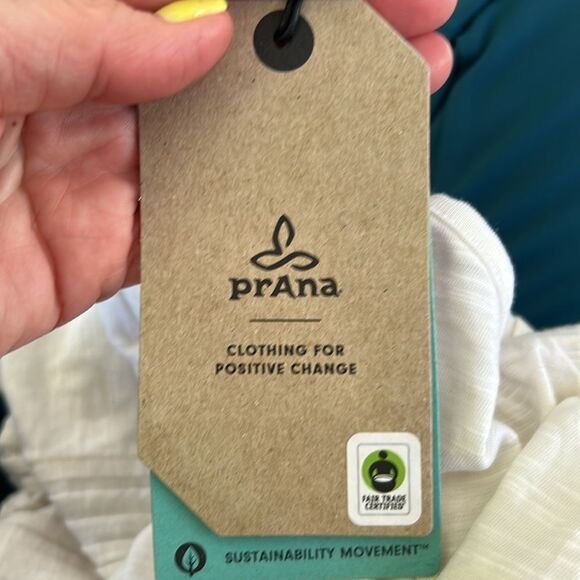 prAna
CLOTHING FOR
POSITIVE CHANGE
FAIR TRADE
CERTIFIED
SUSTAINABILITY MOVEMENT™